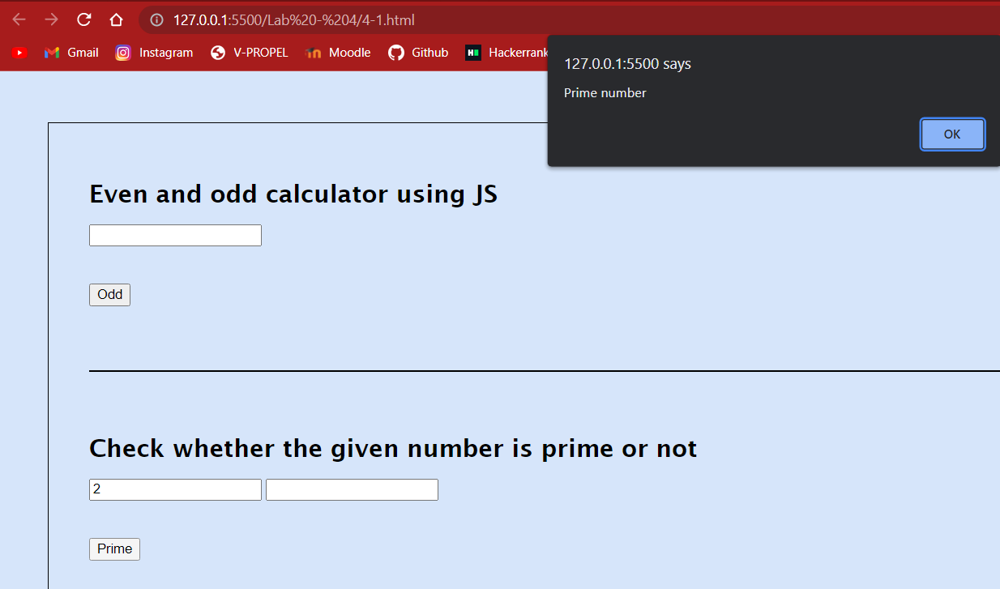 127.0.0.1:5500/Lab%20-%204/4-1.html
Gmail Instagram V-PROPEL Moodle Github Hackerrank
127.0.0.1:5500 says
Prime number
OK
Even and odd calculator using JS
Odd
Check whether the given number is prime or not
2
Prime